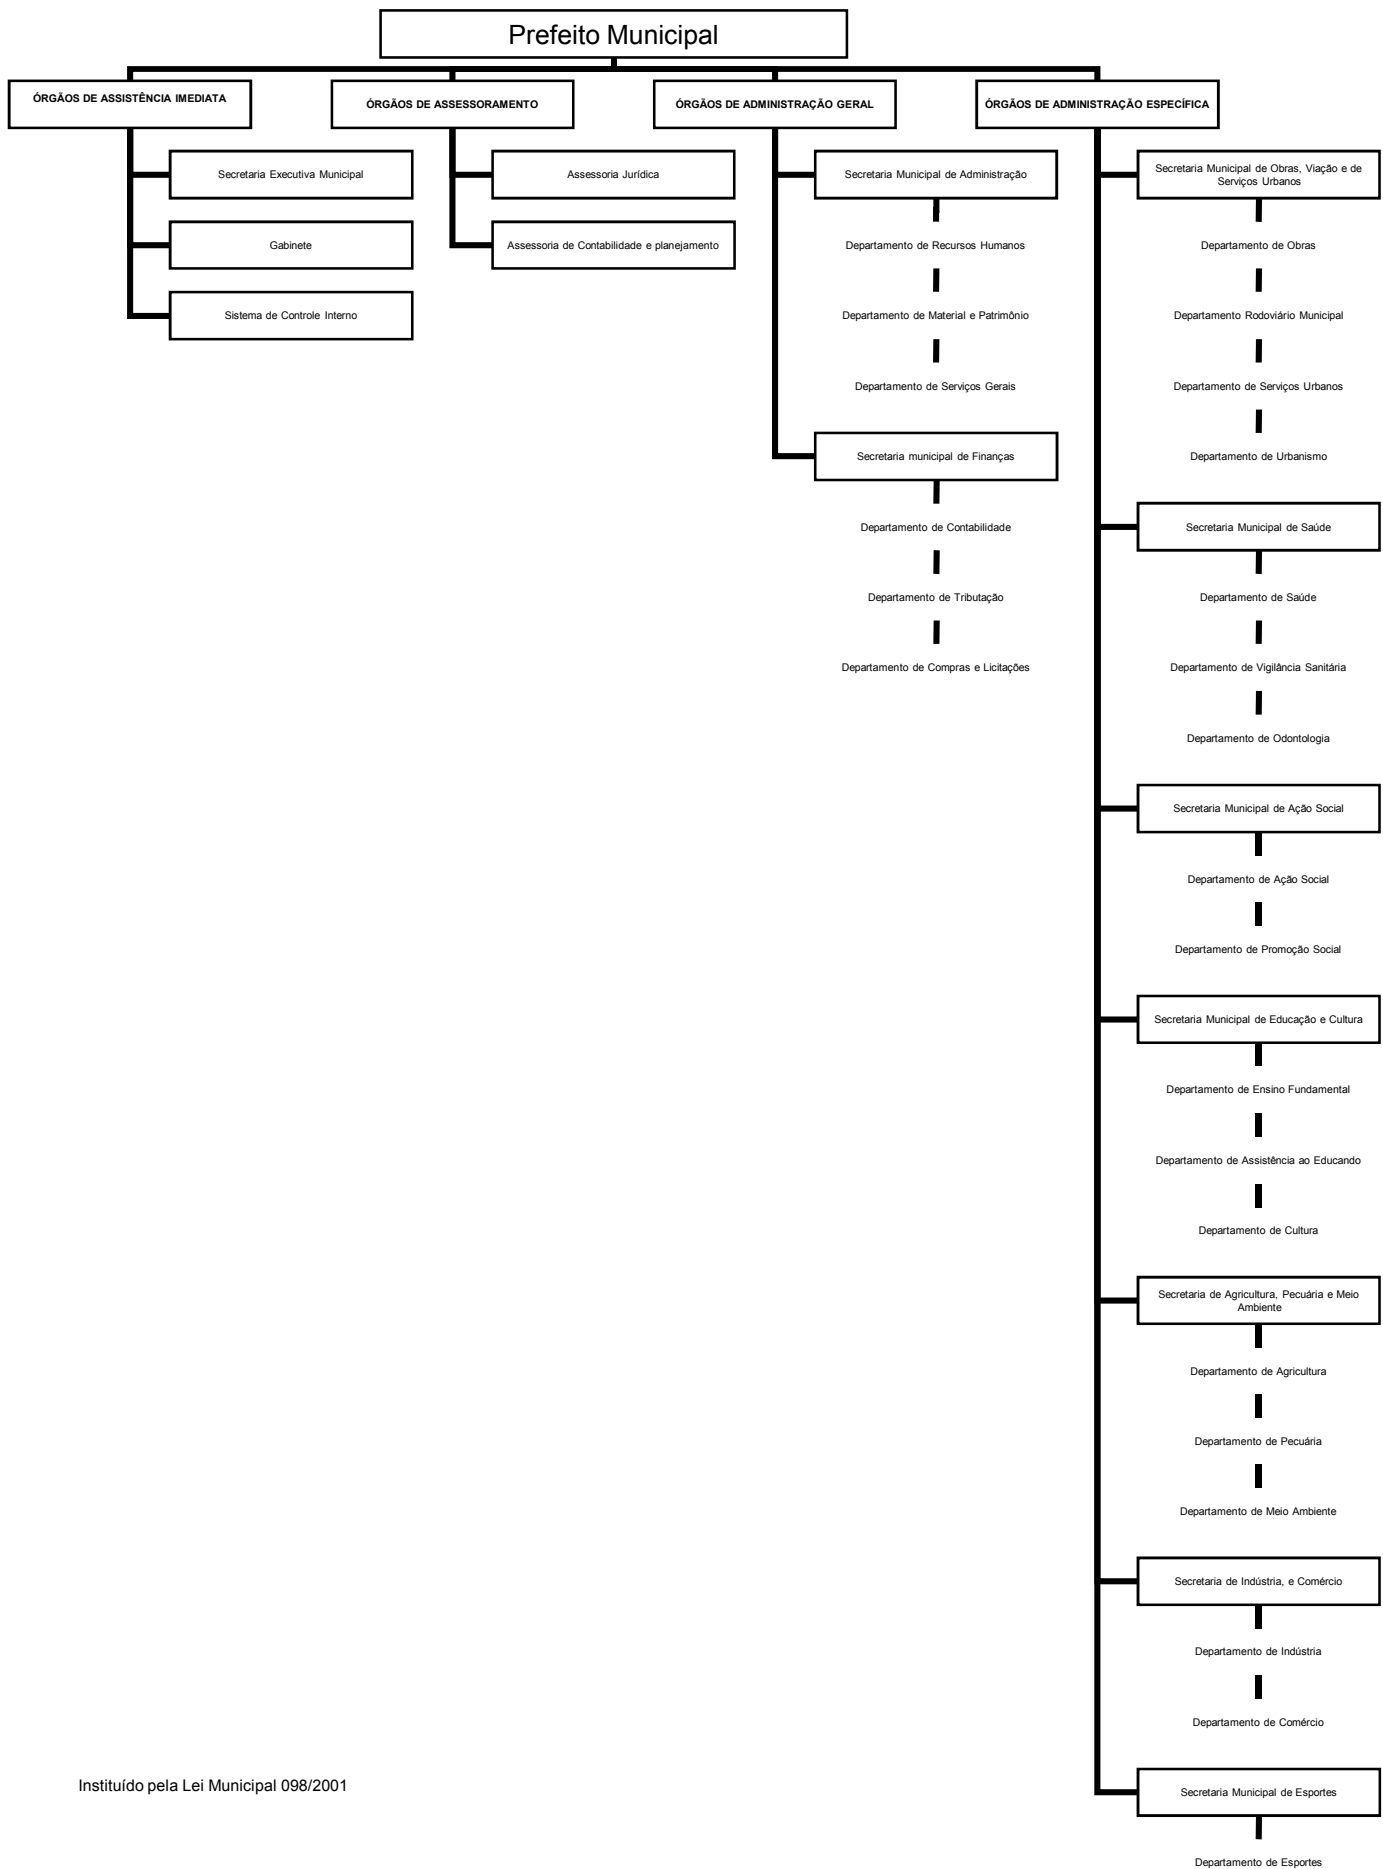 Prefeito Municipal
ÓRGÃOS DE ASSISTÊNCIA IMEDIATA
Secretaria Executiva Municipal
Gabinete
Sistema de Controle Interno
ÓRGÃOS DE ASSESSORAMENTO
Assessoria Jurídica
Assessoria de Contabilidade e planejamento
ÓRGÃOS DE ADMINISTRAÇÃO GERAL
Secretaria Municipal de Administração
Departamento de Recursos Humanos
Departamento de Material e Patrimônio
Departamento de Serviços Gerais
Secretaria municipal de Finanças
Departamento de Contabilidade
Departamento de Tributação
Departamento de Compras e Licitações
ÓRGÃOS DE ADMINISTRAÇÃO ESPECÍFICA
Secretaria Municipal de Obras, Viação e de
Serviços Urbanos
Departamento de Obras
Departamento Rodoviário Municipal
Departamento de Serviços Urbanos
Departamento de Urbanismo
Secretaria Municipal de Saúde
Departamento de Saúde
Departamento de Vigilância Sanitária
Departamento de Odontologia
Secretaria Municipal de Ação Social
Departamento de Ação Social
Departamento de Promoção Social
Secretaria Municipal de Educação e Cultura
Departamento de Ensino Fundamental
Departamento de Assistência ao Educando
Departamento de Cultura
Secretaria de Agricultura, Pecuária e Meio
Ambiente
Departamento de Agricultura
Departamento de Pecuária
Departamento de Meio Ambiente
Secretaria de Indústria, e Comércio
Departamento de Indústria
Departamento de Comércio
Secretaria Municipal de Esportes
Departamento de Esportes
Instituído pela Lei Municipal 098/2001